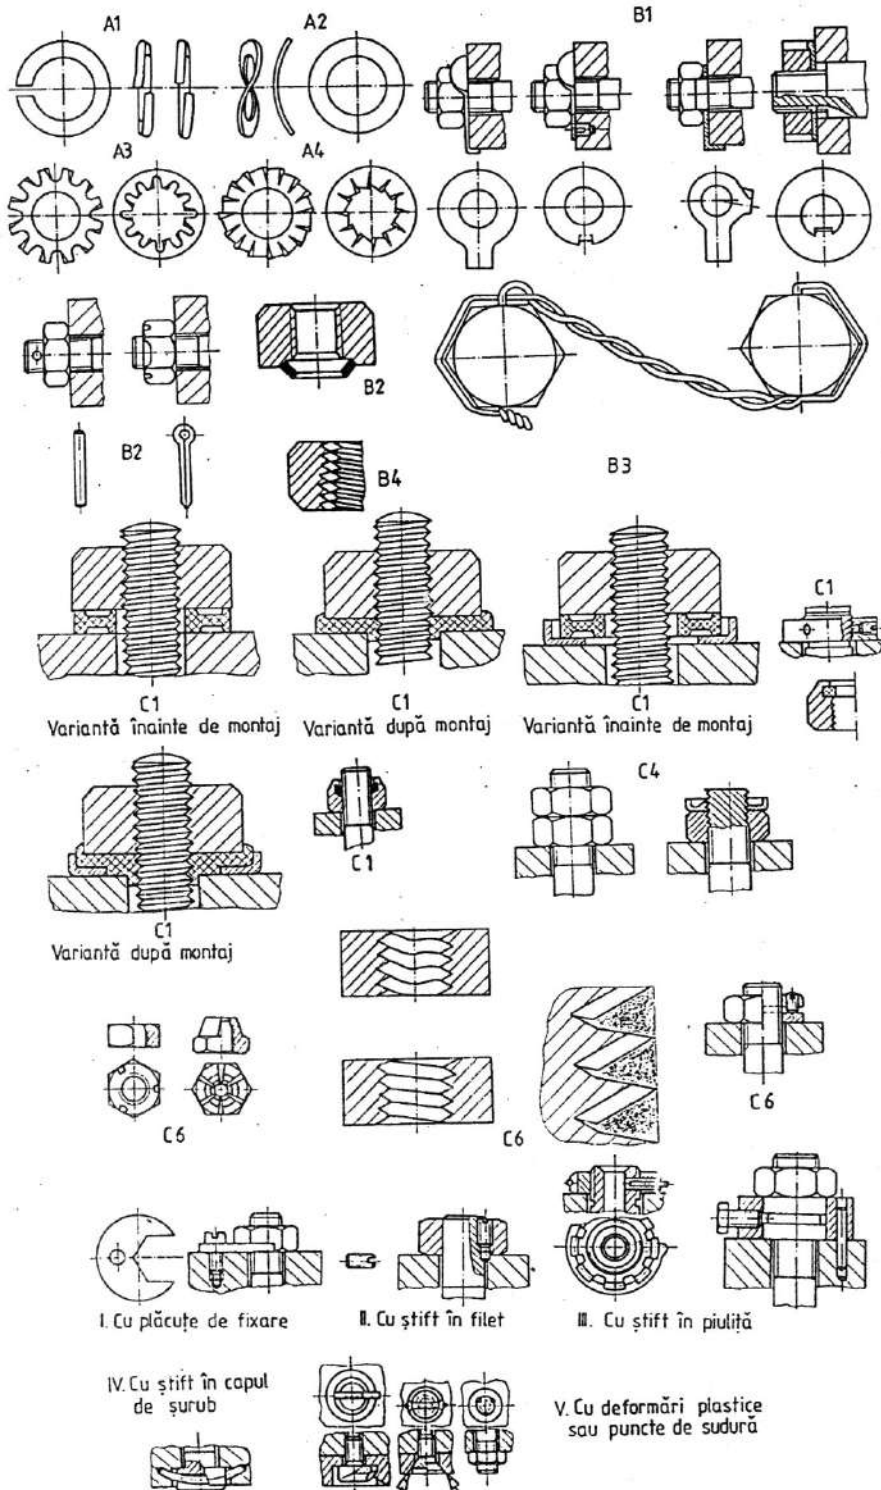 A1
A2
B1
A3
A4
B2
B2
B4
B3
C1
C1
Variantă înainte de montaj
C1
Variantă după montaj
C1
Variantă înainte de montaj
C4
C1
C1
Variantă după montaj
C6
C6
C6
I. Cu plăcuțe de fixare
II. Cu știft în filet
III. Cu știft în piuliță
IV. Cu știft în capul
de șurub
V. Cu deformări plastice
sau puncte de sudură